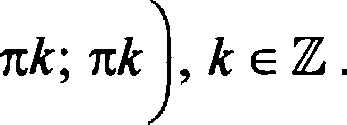 πk; πk), k ∈ ℤ .